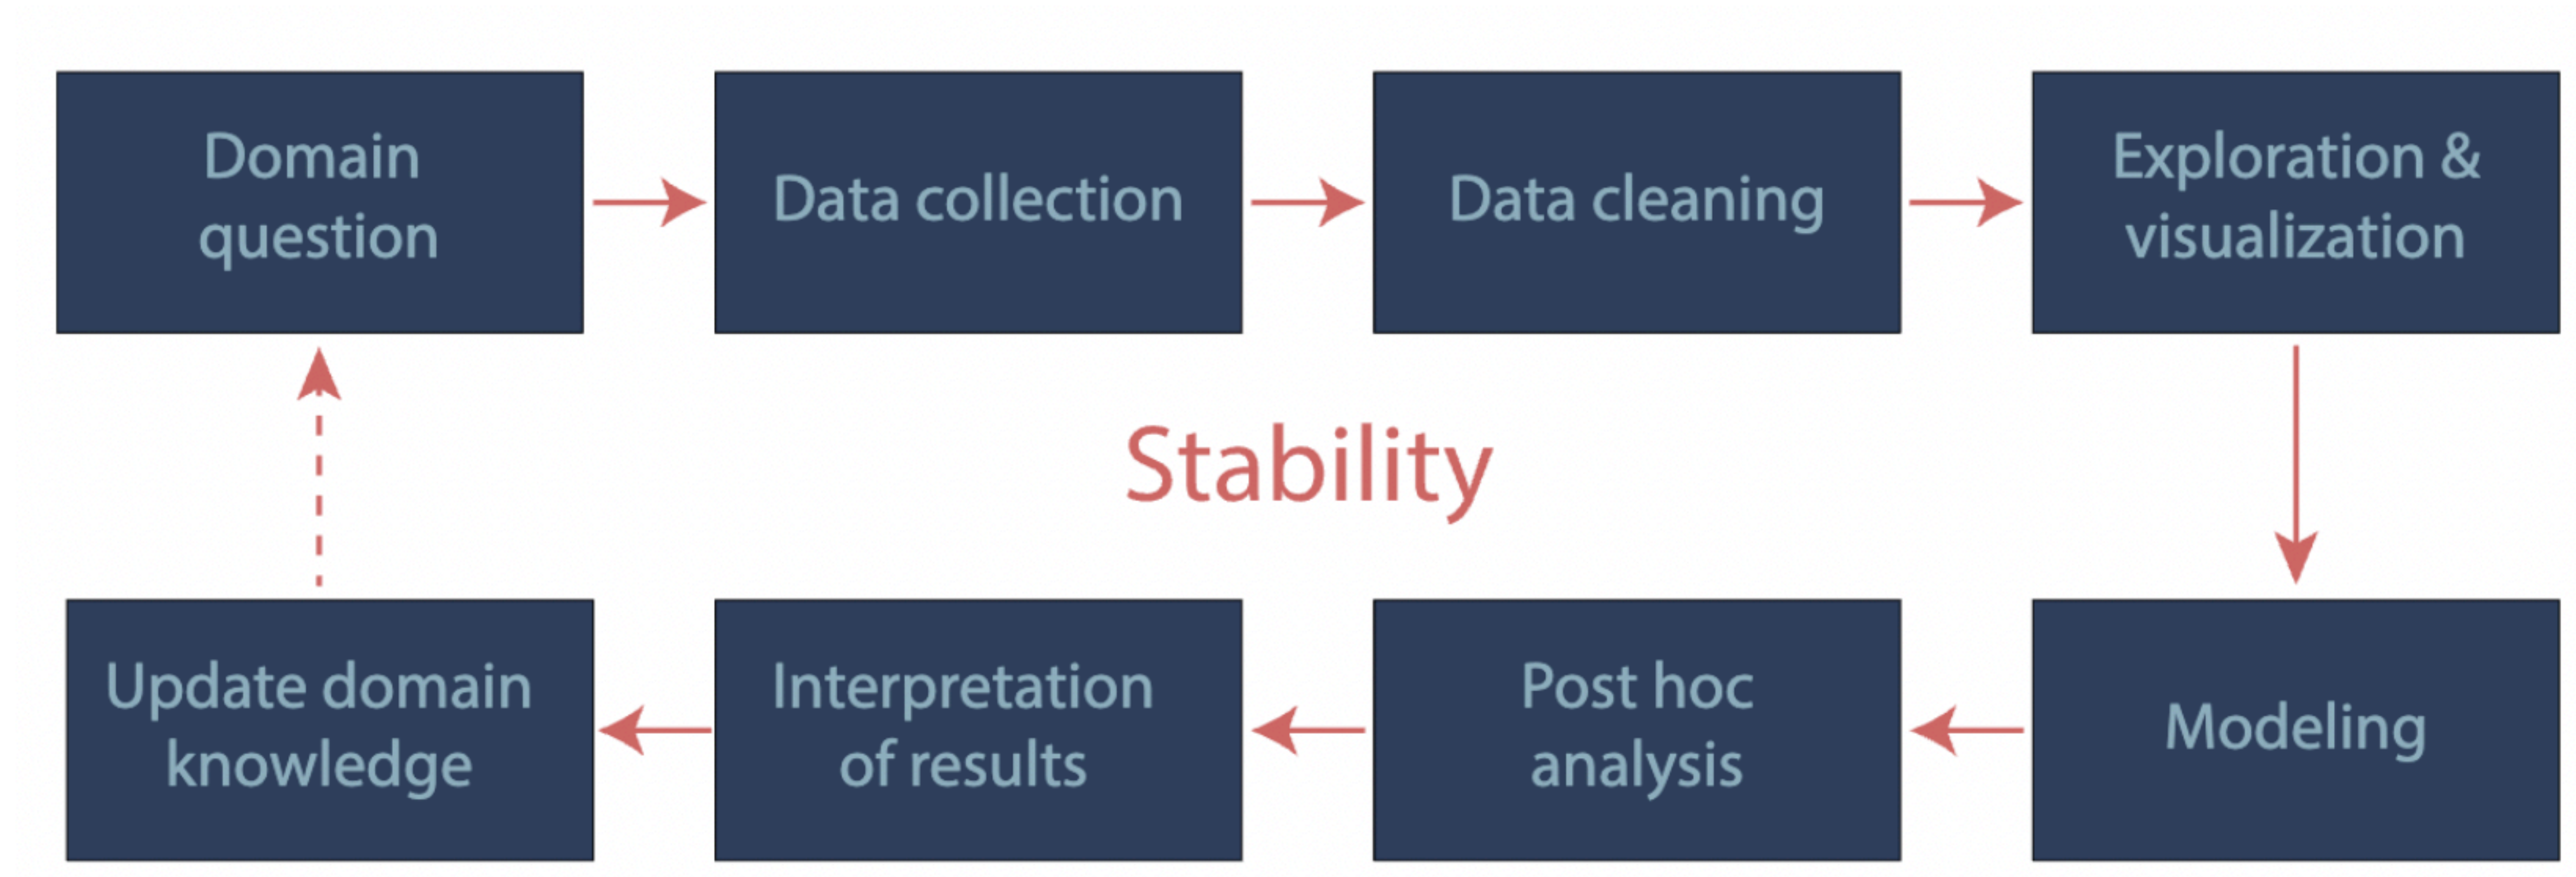 Domain
question
Data collection
Data cleaning
Exploration &
visualization
Stability
Update domain
knowledge
Interpretation
of results
Post hoc
analysis
Modeling